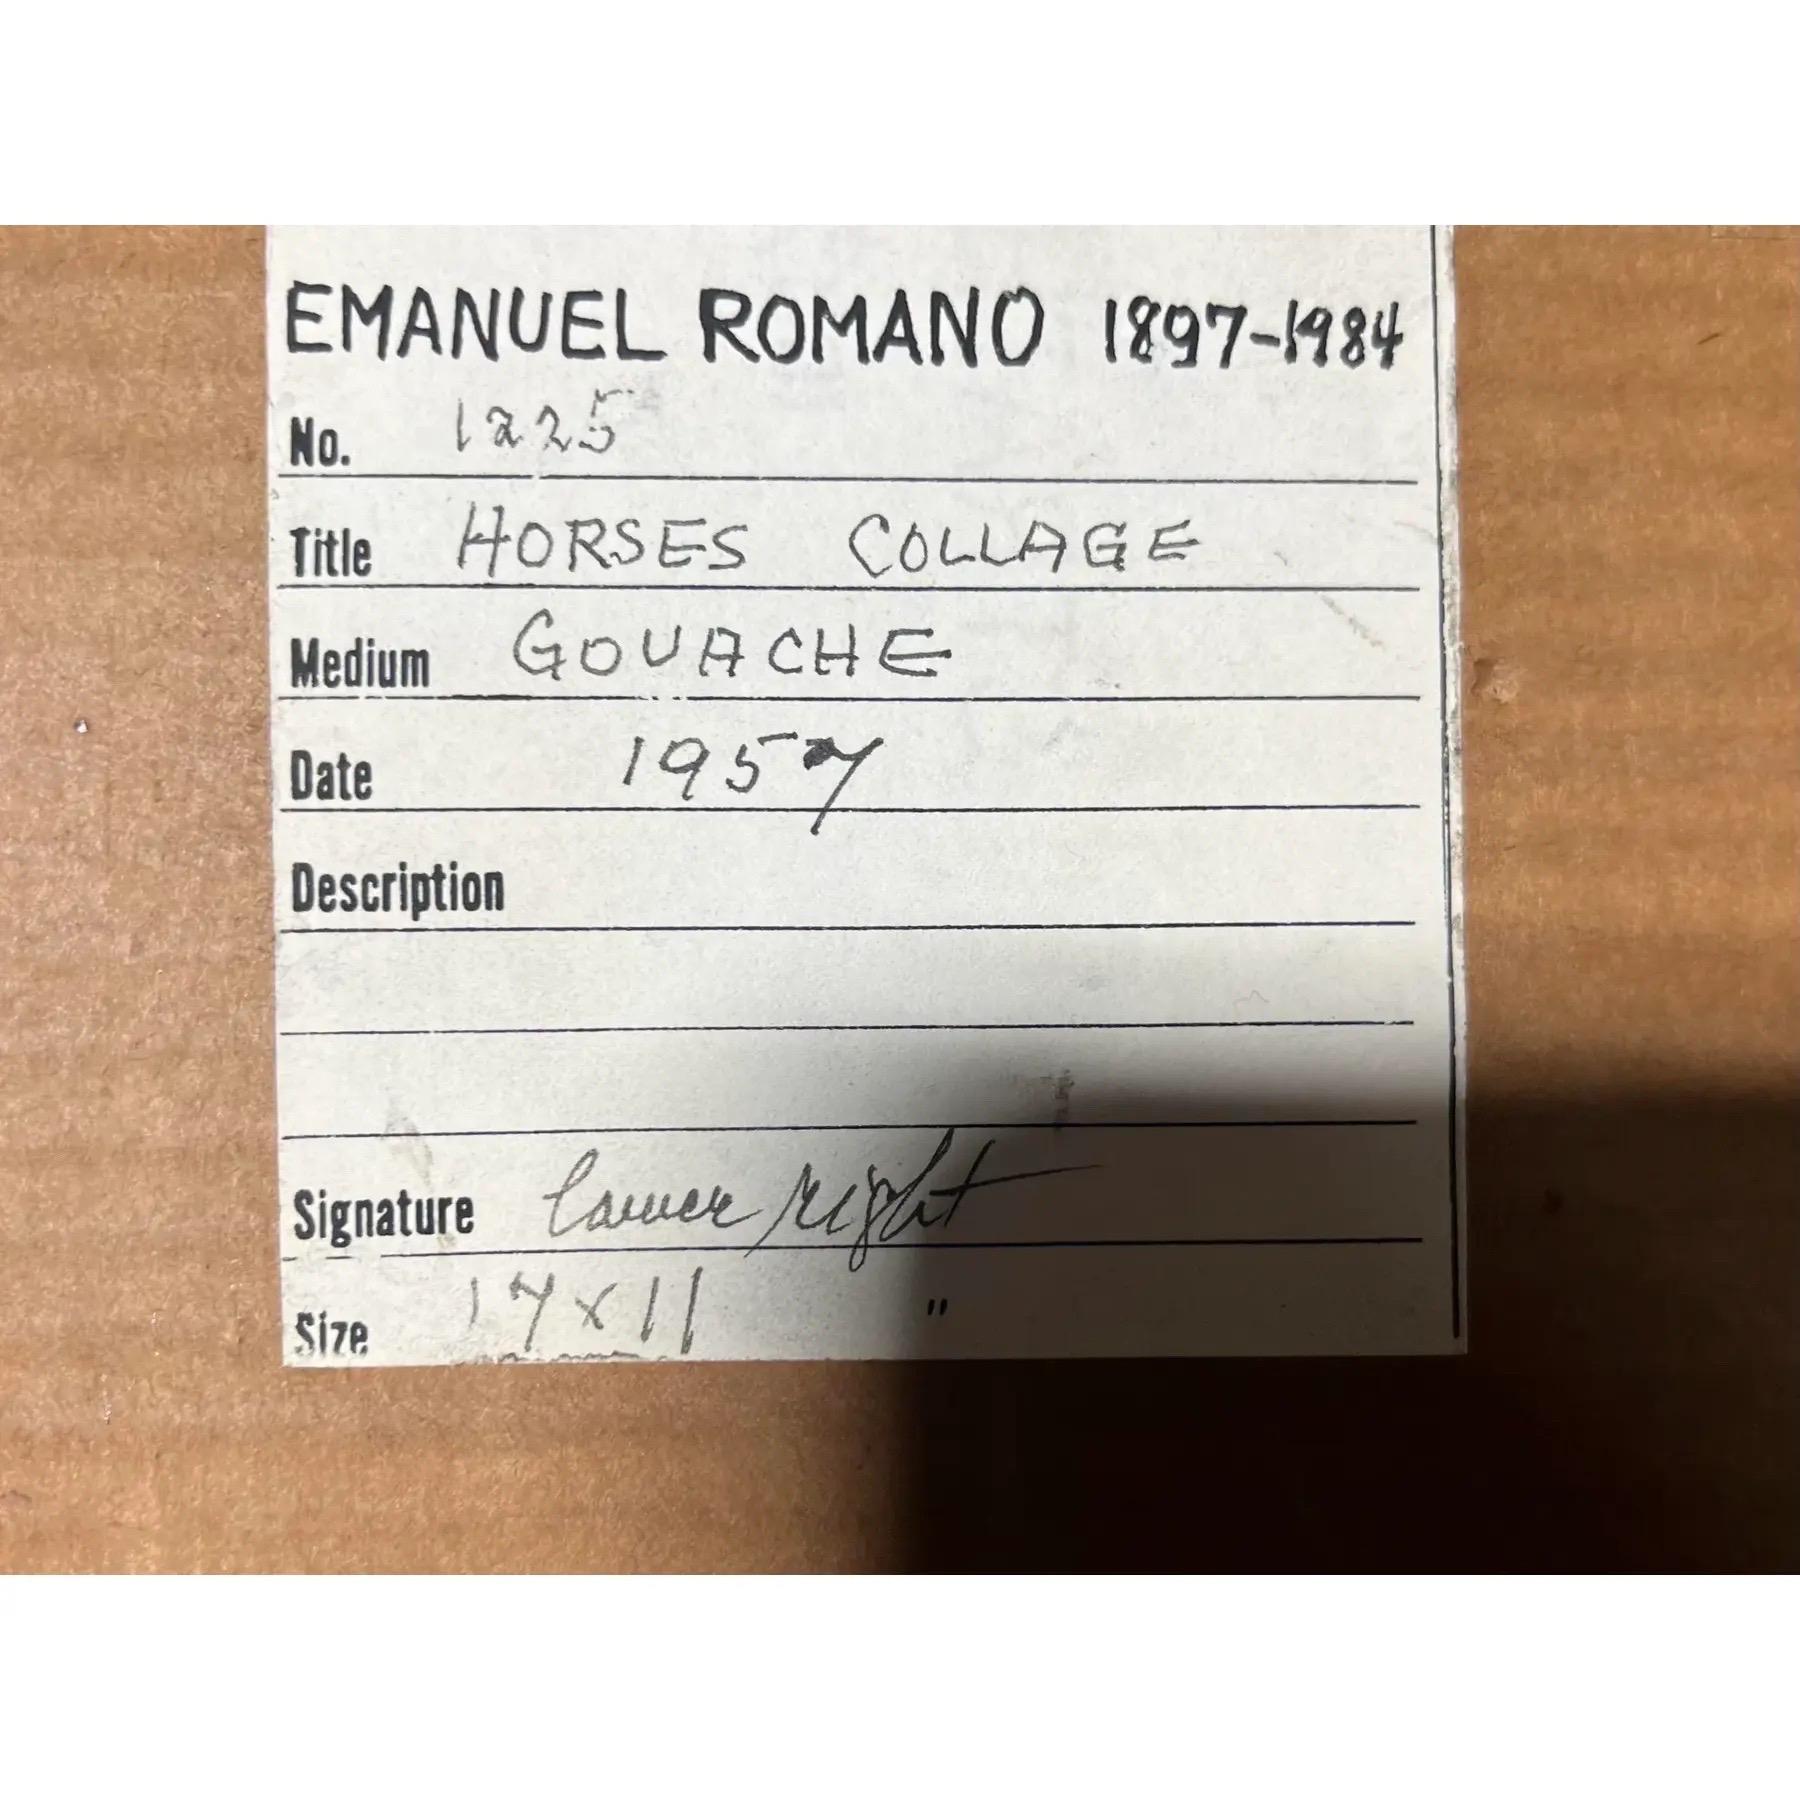 EMANUEL ROMANO 1897-1984
No. 1225
Title HORSES COLLAGE
Medium GOUACHE
Date 1957
Description
Signature lower right
Size 17x11 "